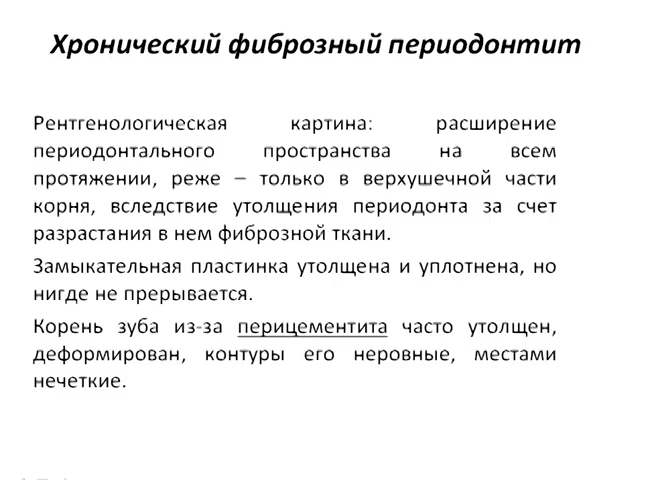 Хронический фиброзный периодонтит
Рентгенологическая картина: расширение
периодонтального пространства на всем
протяжении, реже – только в верхушечной части
корня, вследствие утолщения периодонта за счет
разрастания в нем фиброзной ткани.
Замыкательная пластинка утолщена и уплотнена, но
нигде не прерывается.
Корень зуба из-за перицементита часто утолщен,
деформирован, контуры его неровные, местами
нечеткие.